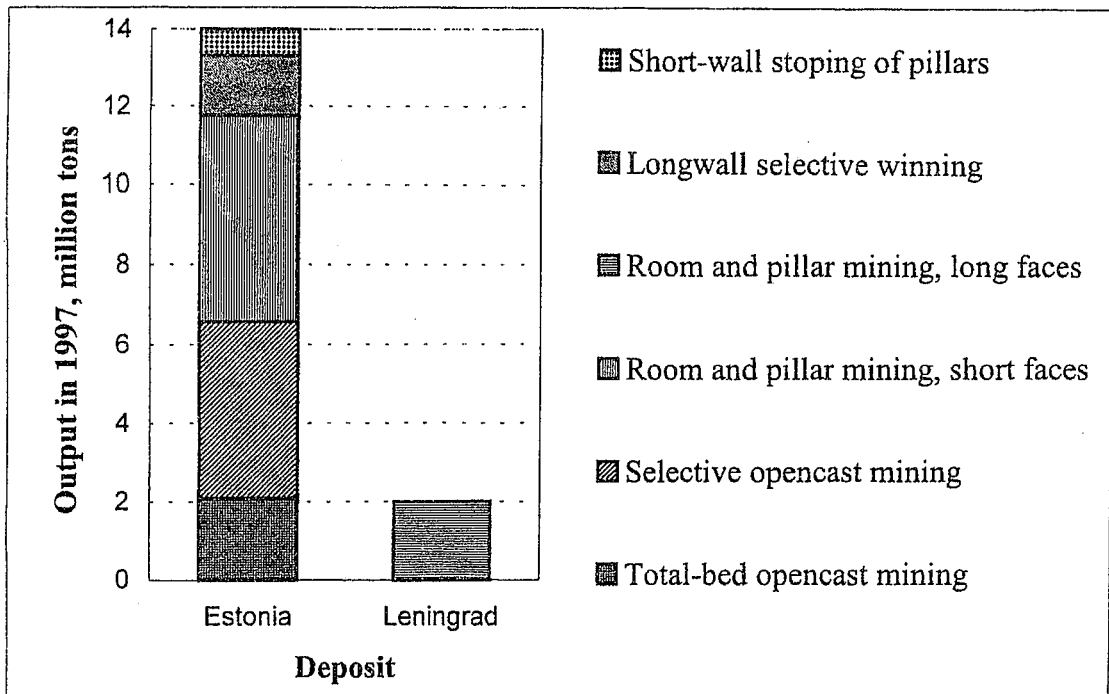 Output in 1997, million tons
14
12
10
8
6
4
2
0
Estonia Leningrad
Deposit
Short-wall stoping of pillars
Longwall selective winning
Room and pillar mining, long faces
Room and pillar mining, short faces
Selective opencast mining
Total-bed opencast mining